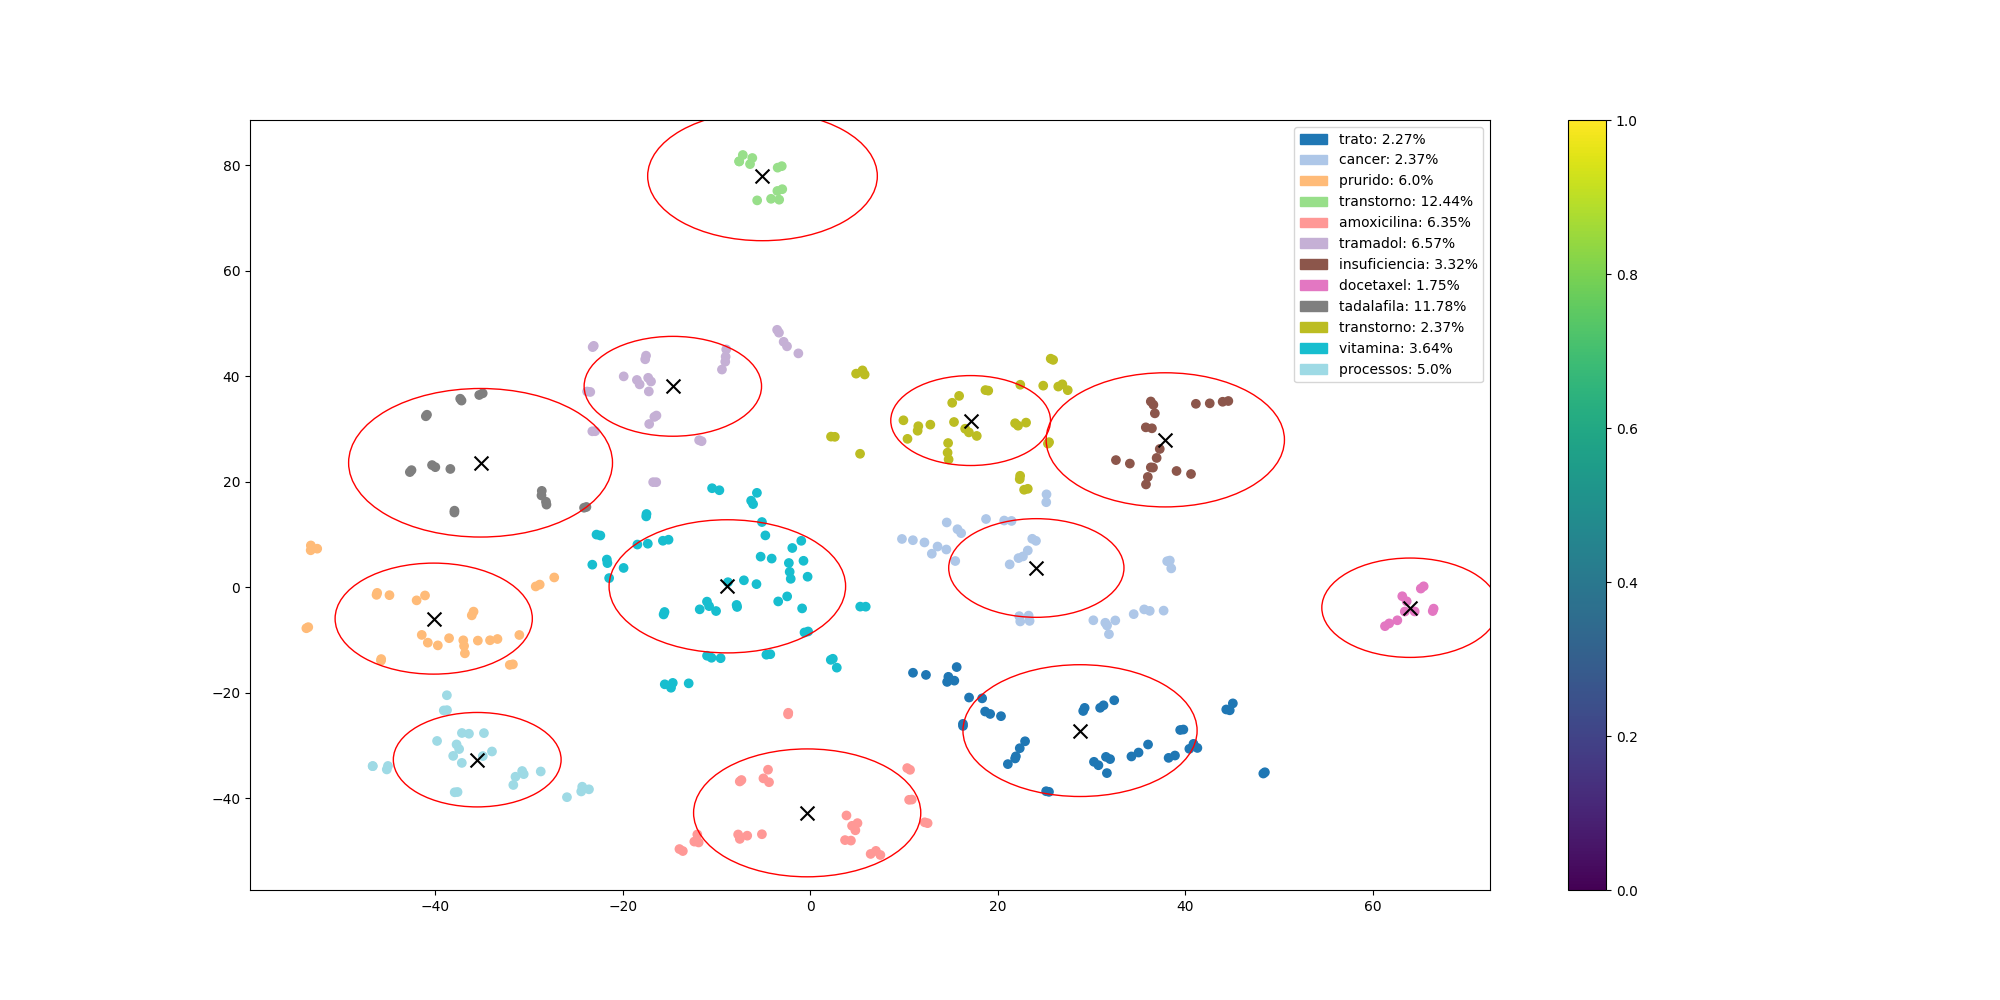 80
60
40
20
0
−20
−40
−40
−20
0
20
40
60
trato: 2.27%
cancer: 2.37%
prurido: 6.0%
transtorno: 12.44%
amoxicilina: 6.35%
tramadol: 6.57%
insuficiencia: 3.32%
docetaxel: 1.75%
tadalafila: 11.78%
transtorno: 2.37%
vitamina: 3.64%
processos: 5.0%
1.0
0.8
0.6
0.4
0.2
0.0